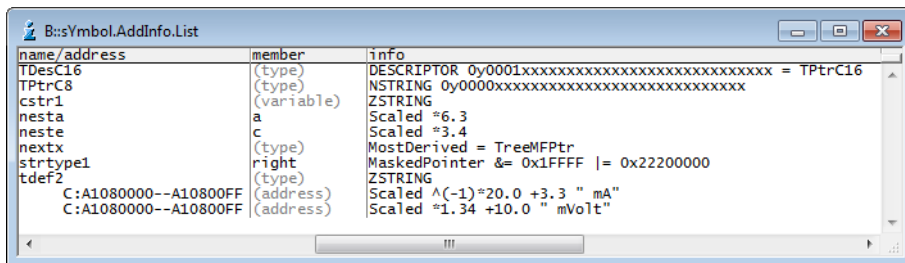 B::sYmbol.AddInfo.List
name/address member info
TDesC16 (type) DESCRIPTOR 0y0001xxxxxxxxxxxxxxxxxxxxxxxxxxxx = TPtrC16
TPtrC8 (type) NSTRING 0y0000xxxxxxxxxxxxxxxxxxxxxxxxxxxx
cstr1 (variable) ZSTRING
nesta a Scaled *6.3
neste c Scaled *3.4
nextx (type) MostDerived = TreeMFPtr
strtype1 right MaskedPointer &= 0x1FFFF |= 0x22200000
tdef2 (type) ZSTRING
C:A1080000--A10800FF (address) Scaled ^(-1)*20.0 +3.3 " mA"
C:A1080000--A10800FF (address) Scaled *1.34 +10.0 " mVolt"